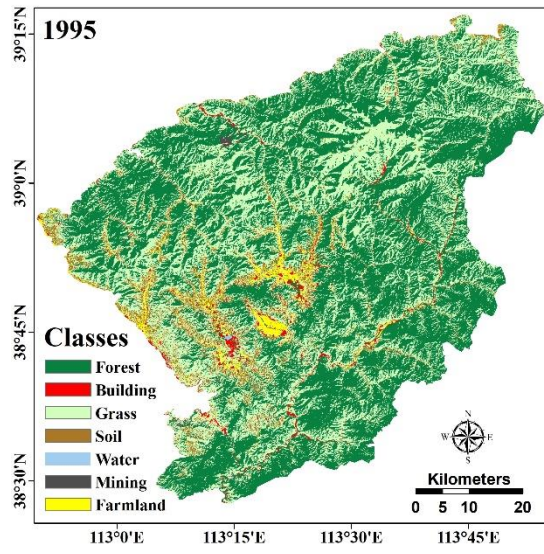 1995
39°15'N
39°0'N
38°45'N
38°30'N
Classes
Forest
Building
Grass
Soil
Water
Mining
Farmland
N
W E
S
Kilometers
0 5 10 20
113°0'E 113°15'E 113°30'E 113°45'E